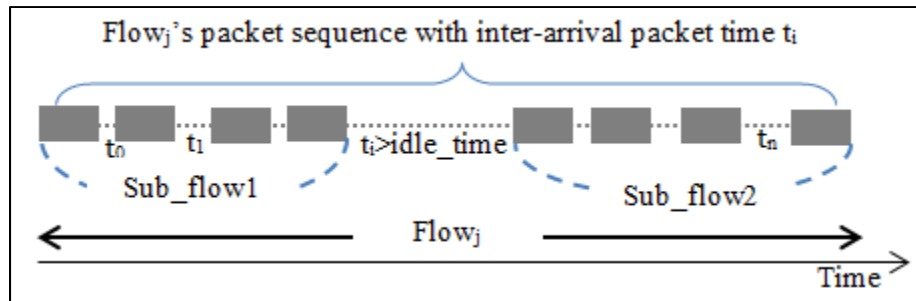 Flowj's packet sequence with inter-arrival packet time ti
t0 t1 ti>idle_time tn
Sub_flow1 Sub_flow2
Flowj
Time